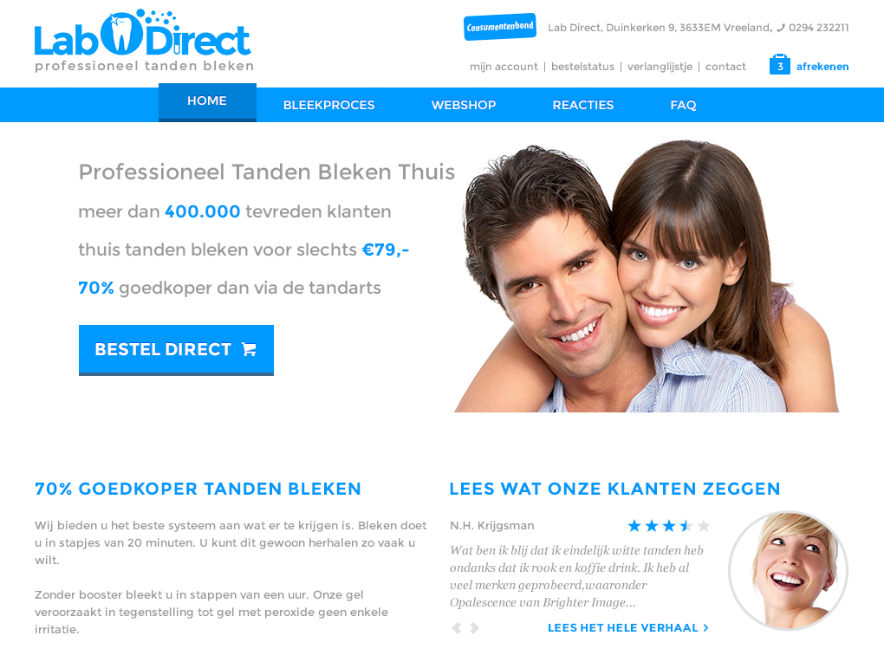 Lab Direct
professioneel tanden bleken
Consumentenbond
Lab Direct, Duinkerken 9, 3633EM Vreeland, 0294 232211
mijn account | bestelstatus | verlanglijstje | contact
3 afrekenen
HOME BLEEKPROCES WEBSHOP REACTIES FAQ
Professioneel Tanden Bleken Thuis
meer dan 400.000 tevreden klanten
thuis tanden bleken voor slechts €79,-
70% goedkoper dan via de tandarts
BESTEL DIRECT
70% GOEDKOPER TANDEN BLEKEN
Wij bieden u het beste systeem aan wat er te krijgen is. Bleken doet
u in stapjes van 20 minuten. U kunt dit gewoon herhalen zo vaak u
wilt.
Zonder booster bleekt u in stappen van een uur. Onze gel
veroorzaakt in tegenstelling tot gel met peroxide geen enkele
irritatie.
LEES WAT ONZE KLANTEN ZEGGEN
N.H. Krijgsman
Wat ben ik blij dat ik eindelijk witte tanden heb
ondanks dat ik rook en koffie drink. Ik heb al
veel merken geprobeerd,waaronder
Opalescence van Brighter Image...
LEES HET HELE VERHAAL